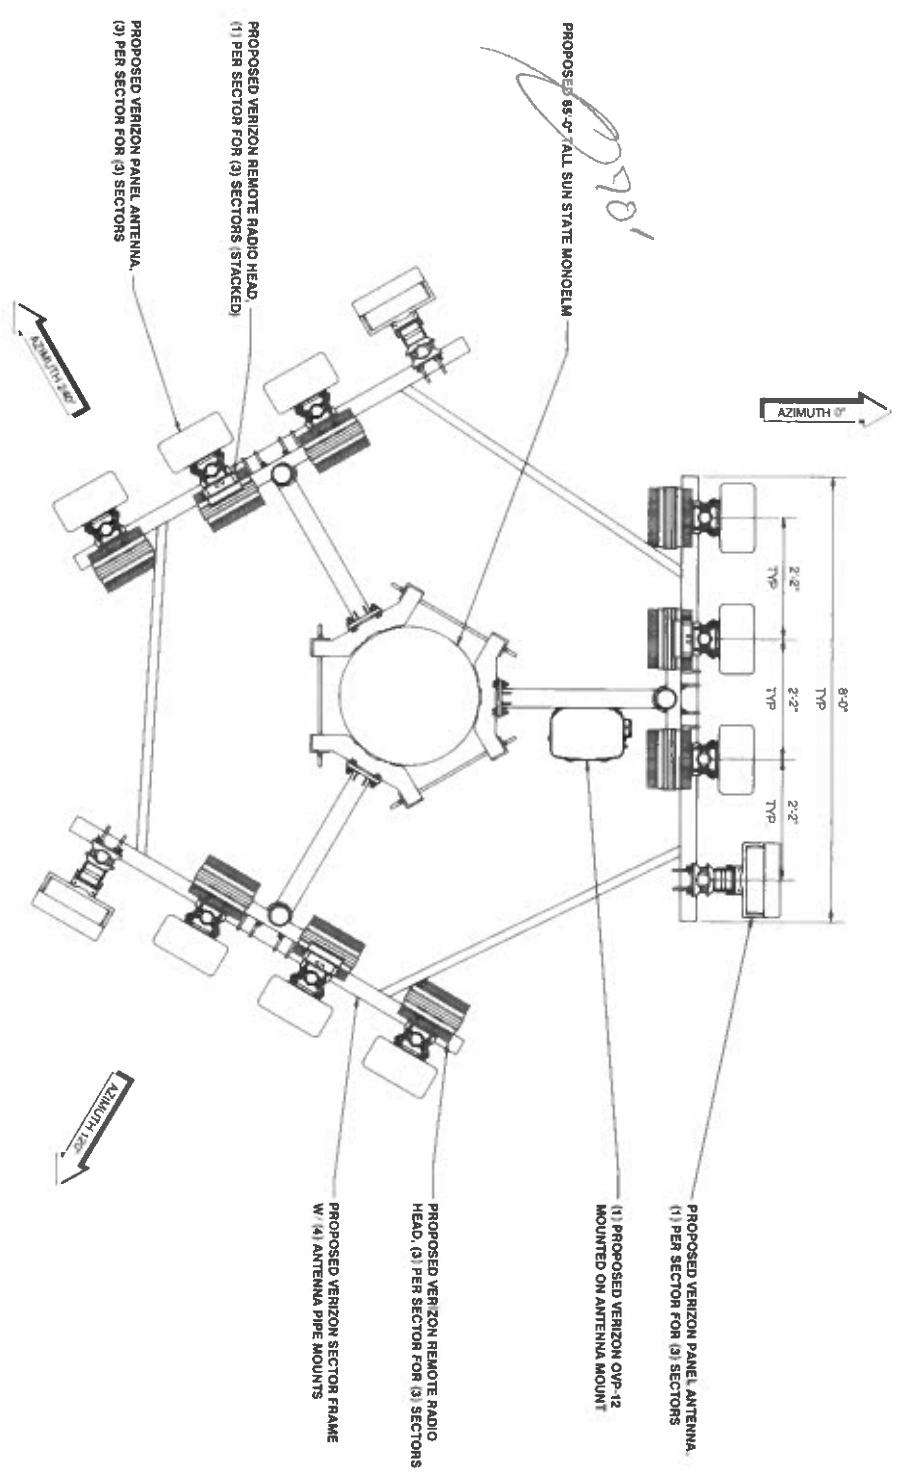 PROPOSED 65'-0" TALL SUN STATE MONOELM
70'
PROPOSED VERIZON REMOTE RADIO HEAD,
(1) PER SECTOR FOR (3) SECTORS (STACKED)
PROPOSED VERIZON PANEL ANTENNA,
(3) PER SECTOR FOR (3) SECTORS
AZIMUTH 0°
AZIMUTH 240°
AZIMUTH 120°
8'-0"
TYP
2'-2"
TYP
2'-2"
TYP
2'-2"
TYP
PROPOSED VERIZON PANEL ANTENNA,
(1) PER SECTOR FOR (3) SECTORS
(1) PROPOSED VERIZON OVP-12
MOUNTED ON ANTENNA MOUNT
PROPOSED VERIZON REMOTE RADIO
HEAD, (3) PER SECTOR FOR (3) SECTORS
PROPOSED VERIZON SECTOR FRAME
W/ (4) ANTENNA PIPE MOUNTS